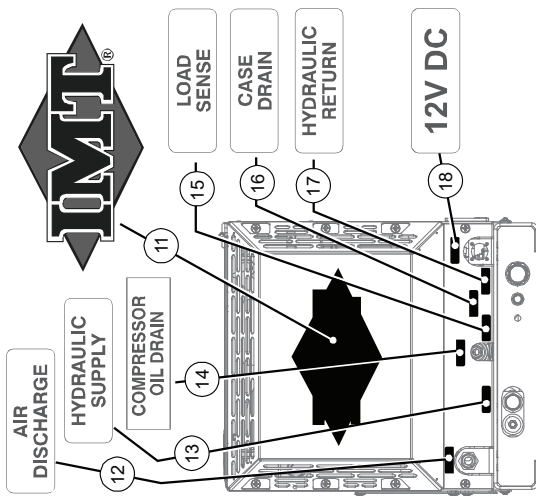 AIR
DISCHARGE
HYDRAULIC
SUPPLY
COMPRESSOR
OIL DRAIN
IMT®
LOAD
SENSE
CASE
DRAIN
HYDRAULIC
RETURN
12V DC
11
12
13
14
15
16
17
18